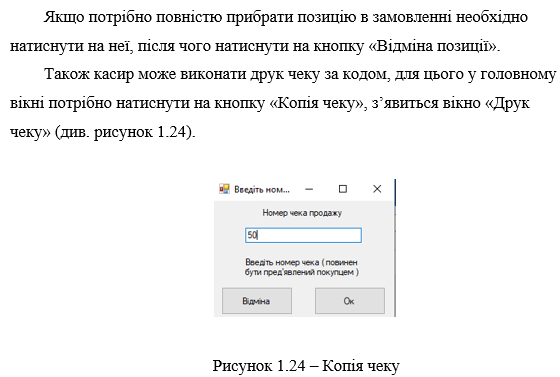 Якщо потрібно повністю прибрати позицію в замовленні необхідно
натиснути на неї, після чого натиснути на кнопку «Відміна позиції».
Також касир може виконати друк чеку за кодом, для цього у головному
вікні потрібно натиснути на кнопку «Копія чеку», з’явиться вікно «Друк
чеку» (див. рисунок 1.24).
Введіть ном...
Номер чека продажу
50
Введіть номер чека ( повинен
бути пред'явлений покупцем )
Відміна Ок
Рисунок 1.24 – Копія чеку